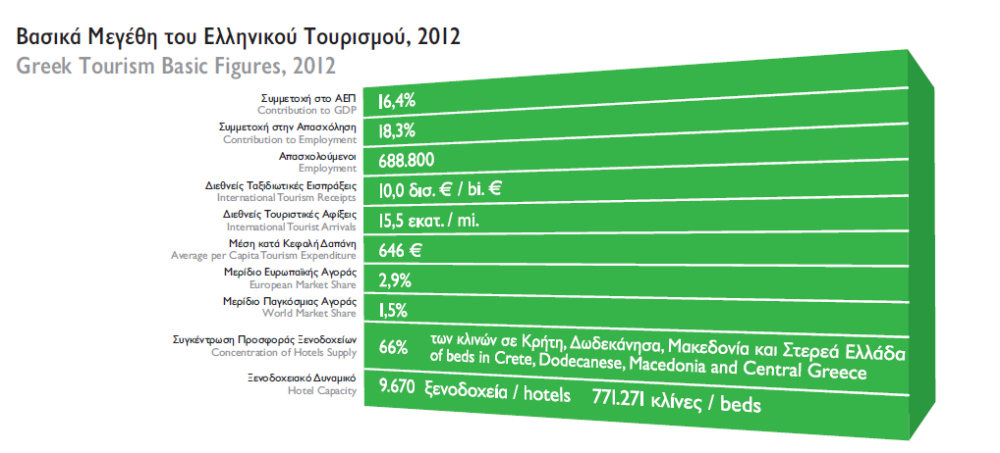 Βασικά Μεγέθη του Ελληνικού Τουρισμού, 2012
Greek Tourism Basic Figures, 2012
Συμμετοχή στο ΑΕΠ
Contribution to GDP
16,4%
Συμμετοχή στην Απασχόληση
Contribution to Employment
18,3%
Απασχολούμενοι
Employment
688.800
Διεθνείς Ταξιδιωτικές Εισπράξεις
International Tourism Receipts
10,0 δισ. € / bi. €
Διεθνείς Τουριστικές Αφίξεις
International Tourist Arrivals
15,5 εκατ. / mi.
Μέση κατά Κεφαλή Δαπάνη
Average per Capita Tourism Expenditure
646 €
Μερίδιο Ευρωπαϊκής Αγοράς
European Market Share
2,9%
Μερίδιο Παγκόσμιας Αγοράς
World Market Share
1,5%
Συγκέντρωση Προσφοράς Ξενοδοχείων
Concentration of Hotels Supply
66% των κλινών σε Κρήτη, Δωδεκάνησα, Μακεδονία και Στερεά Ελλάδα
of beds in Crete, Dodecanese, Macedonia and Central Greece
Ξενοδοχειακό Δυναμικό
Hotel Capacity
9.670 ξενοδοχεία / hotels 771.271 κλίνες / beds